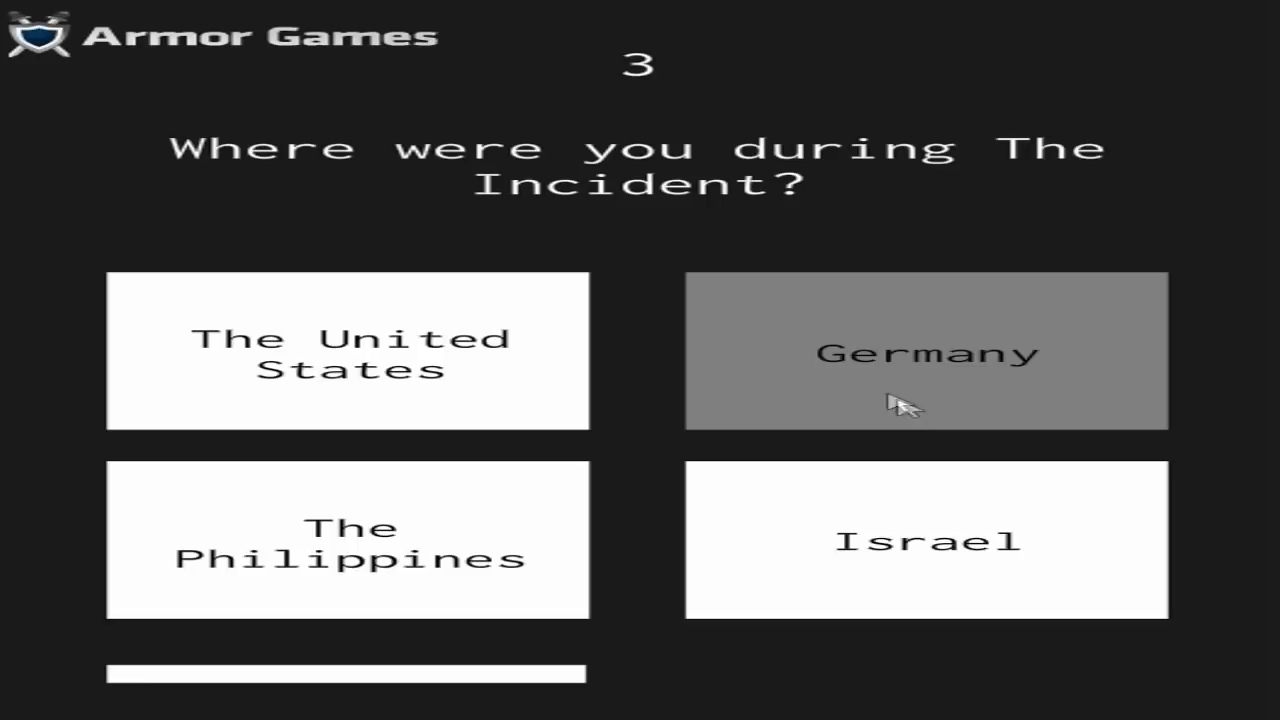 Armor Games
3
Where were you during The
Incident?
The United
States
Germany
The
Philippines
Israel